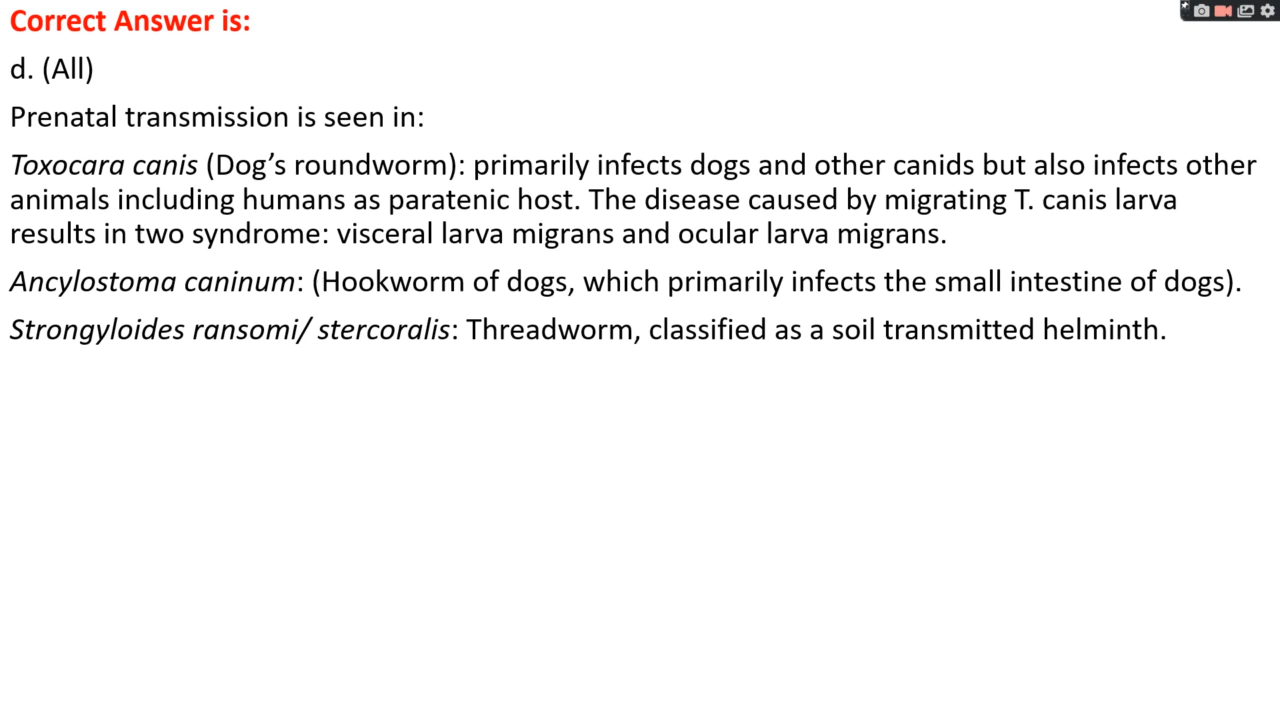 Correct Answer is:
d. (All)
Prenatal transmission is seen in:
Toxocara canis (Dog’s roundworm): primarily infects dogs and other canids but also infects other
animals including humans as paratenic host. The disease caused by migrating T. canis larva
results in two syndrome: visceral larva migrans and ocular larva migrans.
Ancylostoma caninum: (Hookworm of dogs, which primarily infects the small intestine of dogs).
Strongyloides ransomi/ stercoralis: Threadworm, classified as a soil transmitted helminth.